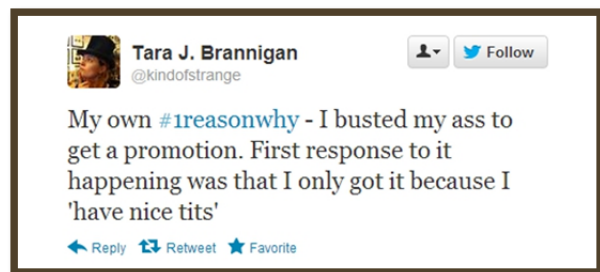 Tara J. Brannigan
@kindofstrange
Follow
My own #1reasonwhy - I busted my ass to
get a promotion. First response to it
happening was that I only got it because I
'have nice tits'
Reply Retweet Favorite